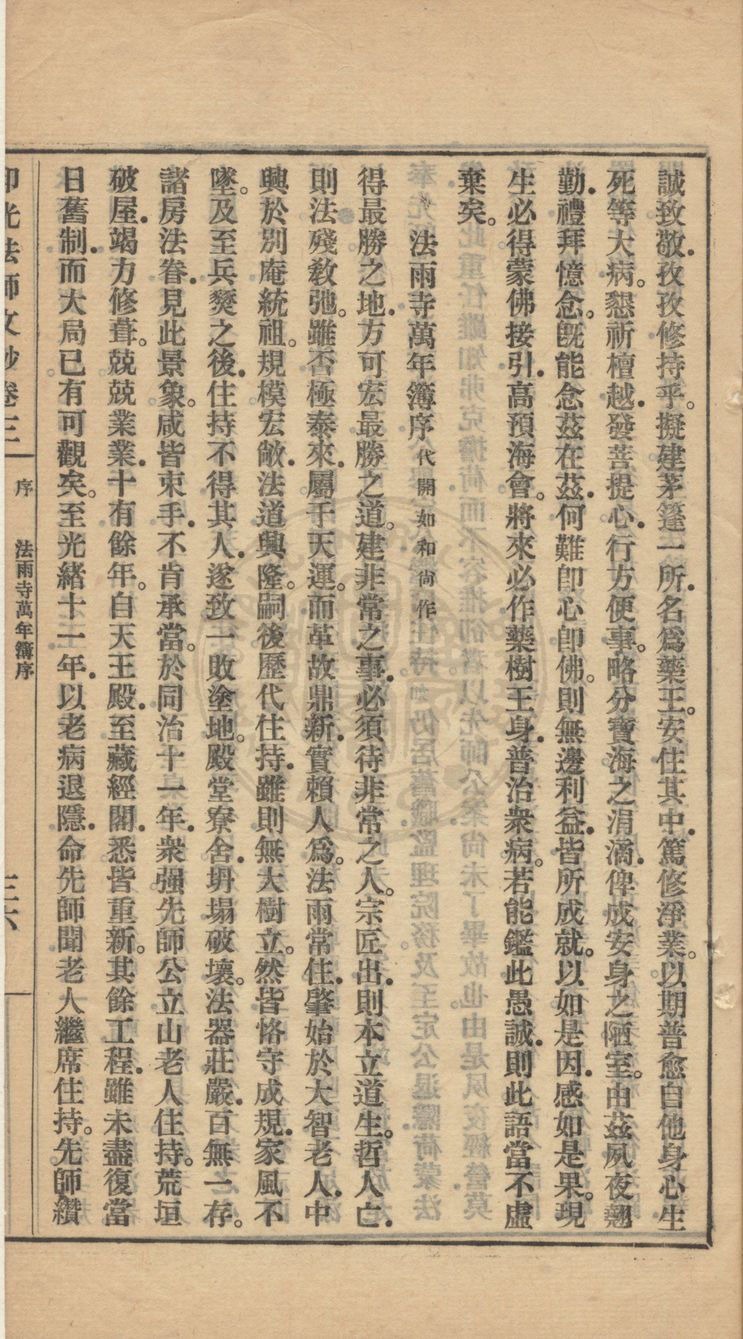 誠致敬。孜孜修持乎。擬建茅蓬一所。名爲藥王。安住其中。篤修淨業。以期普愈自他身心生
死等大病。懇祈檀越。發菩提心。行方便事。略分寶海之涓滴。俾成安身之陋室。由茲夙夜翹
勤。禮拜憶念。旣能念茲在茲。何難卽心卽佛。則無邊利益。皆所成就。以如是因。感如是果。現
生必得蒙佛接引。高預海會。將來必作藥樹王身。普治衆病。若能鑑此愚誠。則此語當不虛
棄矣。
法雨寺萬年簿序 代開如和尙作
得最勝之地。方可宏最勝之道。建非常之事。必須待非常之人。宗匠出。則本立道生。哲人亡。
則法殘敎弛。雖否極泰來。屬于天運。而革故鼎新。實賴人爲。法雨常住。肇始於大智老人。中
興於別庵統祖。規模宏敞。法道興隆。嗣後歷代住持。雖則無大樹立。然皆恪守成規。家風不
墜。及至兵燹之後。住持不得其人。遂致一敗塗地。殿堂寮舍。坍塌破壞。法器莊嚴。百無一存。
諸房法眷。見此景象。咸皆束手。不肯承當。於同治十一年。衆强先師公立山老人住持。荒垣
破屋。竭力修葺。兢兢業業。十有餘年。自天王殿。至藏經閣。悉皆重新。其餘工程。雖未盡復當
日舊制。而大局已有可觀矣。至光緒十一年。以老病退隱。命先師聞老人繼席住持。先師纘
印光法師文鈔卷三 序 法雨寺萬年簿序 三六